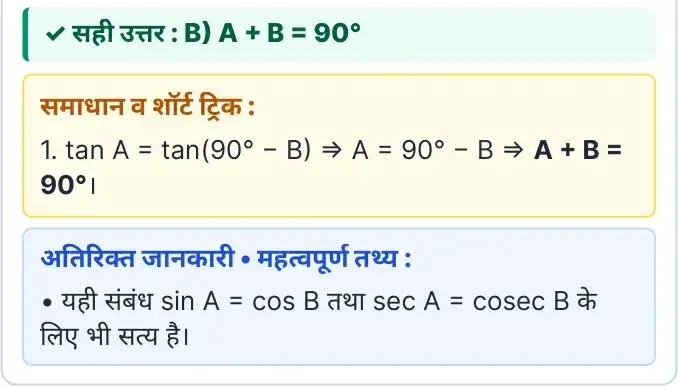 ✓ सही उत्तर : B) A + B = 90°
समाधान व शॉर्ट ट्रिक :
1. tan A = tan(90° − B) ⇒ A = 90° − B ⇒ A + B =
90°।
अतिरिक्त जानकारी • महत्वपूर्ण तथ्य :
• यही संबंध sin A = cos B तथा sec A = cosec B के
लिए भी सत्य है।